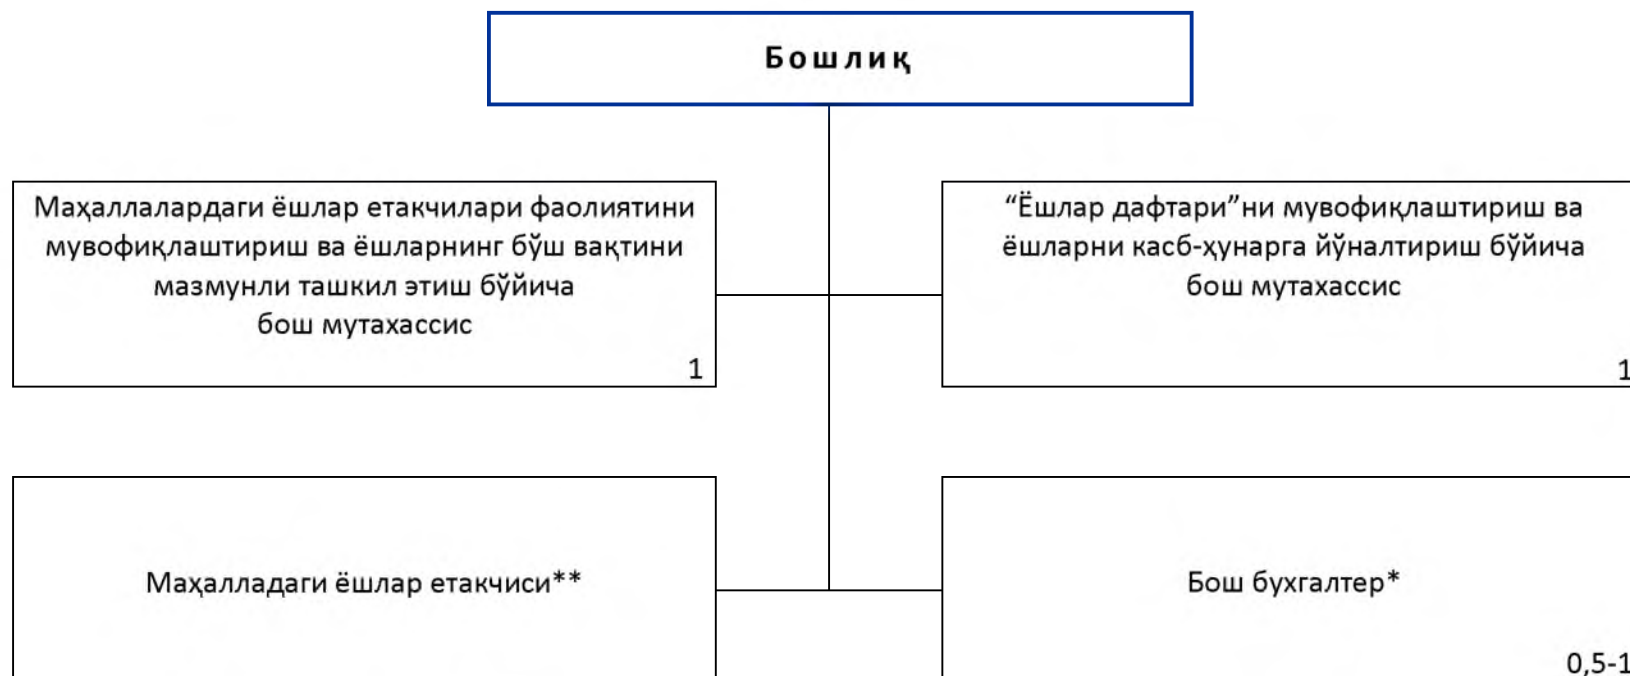 Бошлиқ
Маҳаллалардаги ёшлар етакчилари фаолиятини
мувофиқлаштириш ва ёшларнинг бўш вақтини
мазмунли ташкил этиш бўйича
бош мутахассис
1
“Ёшлар дафтари”ни мувофиқлаштириш ва
ёшларни касб-ҳунарга йўналтириш бўйича
бош мутахассис
1
Маҳалладаги ёшлар етакчиси**
Бош бухгалтер*
0,5-1